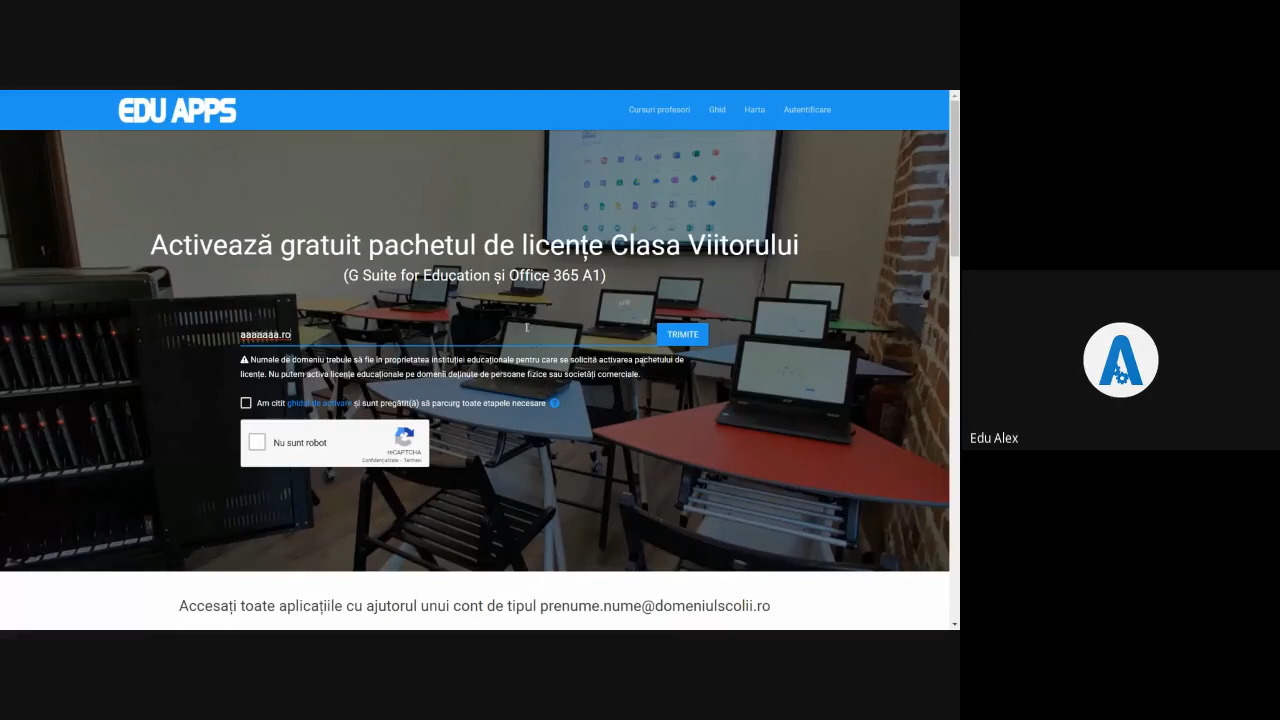 EDU APPS
Cursuri profesori Ghid Harta Autentificare
Activează gratuit pachetul de licențe Clasa Viitorului
(G Suite for Education și Office 365 A1)
aaaaaaa.ro
TRIMITE
Numele de domeniu trebuie să fie in proprietatea instituției educaționale pentru care se solicită activarea pachetului de
licențe. Nu putem activa licențe educaționale pe domenii deținute de persoane fizice sau societăți comerciale.
Am citit ghidul de activare și sunt pregătit(ă) să parcurg toate etapele necesare ?
Nu sunt robot
reCAPTCHA
Confidențialitate - Termeni
Edu Alex
Accesați toate aplicațiile cu ajutorul unui cont de tipul prenume.nume@domeniulscolii.ro